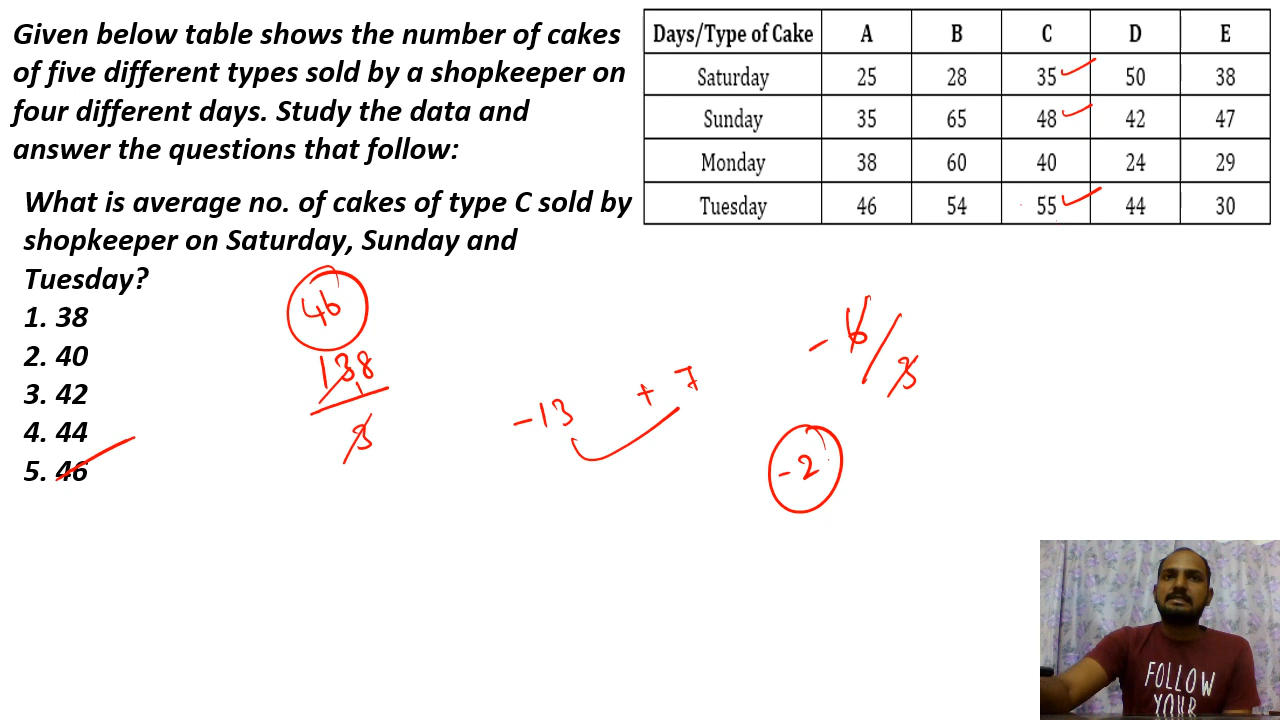 Given below table shows the number of cakes
of five different types sold by a shopkeeper on
four different days. Study the data and
answer the questions that follow:
What is average no. of cakes of type C sold by
shopkeeper on Saturday, Sunday and
Tuesday?
1. 38
2. 40
3. 42
4. 44
5. 46
Days/Type of Cake A B C D E
Saturday 25 28 35 50 38
Sunday 35 65 48 42 47
Monday 38 60 40 24 29
Tuesday 46 54 55 44 30
46
138
3
-13 + 7
-6/3
-2
FOLLOW
YOUR